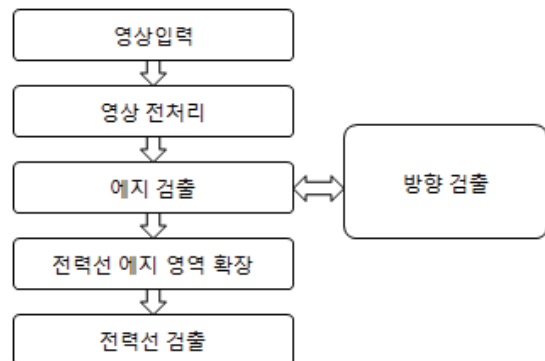 영상입력
영상 전처리
에지 검출
방향 검출
전력선 에지 영역 확장
전력선 검출